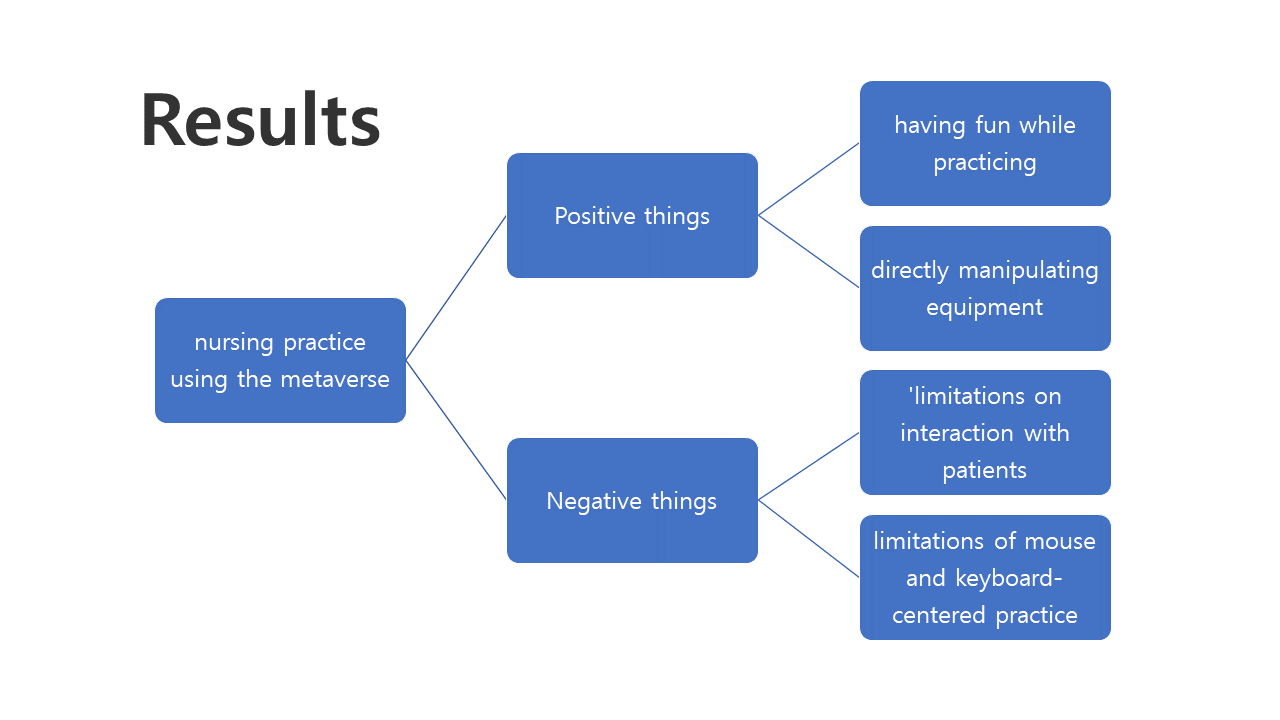 Results
nursing practice
using the metaverse
Positive things
having fun while
practicing
directly manipulating
equipment
Negative things
'limitations on
interaction with
patients
limitations of mouse
and keyboard-
centered practice